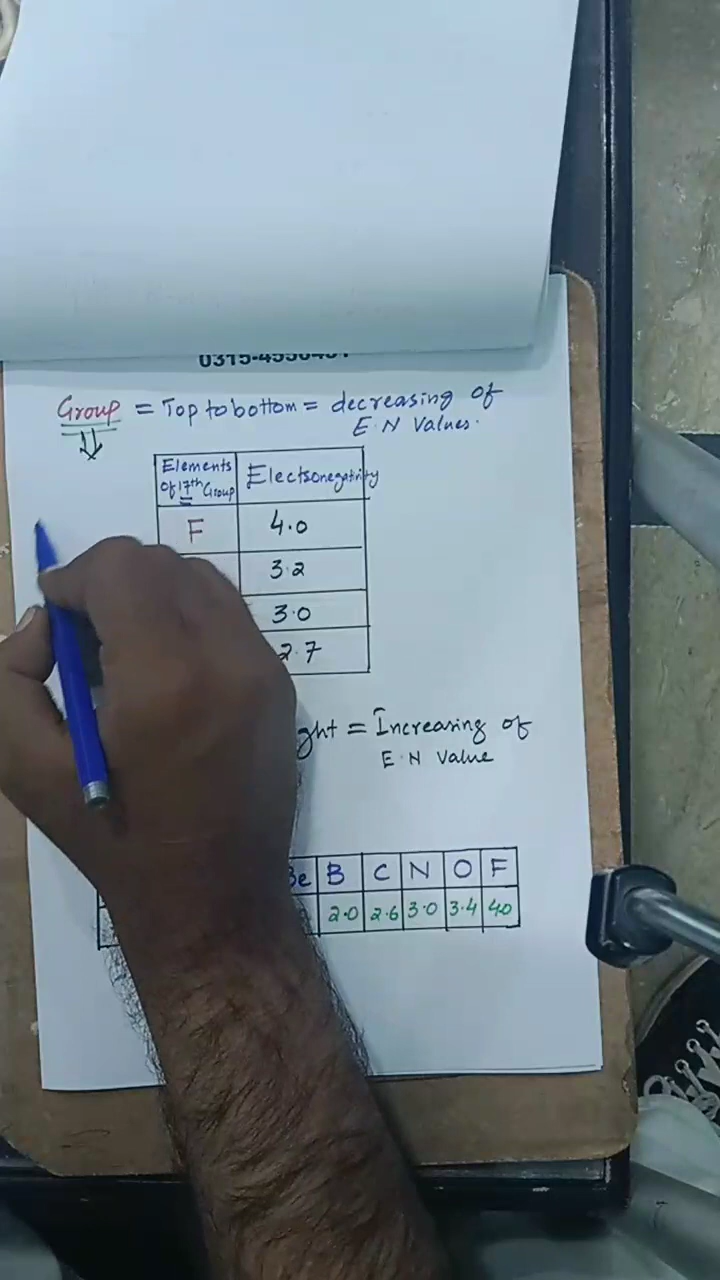 Group = Top to bottom = decreasing of
E.N Values.
Elements Of 17th Group Electronegativity
F 4.0
3.2
3.0
2.7
= Increasing of
E.N Value
B C N O F
2.0 2.6 3.0 3.4 4.0